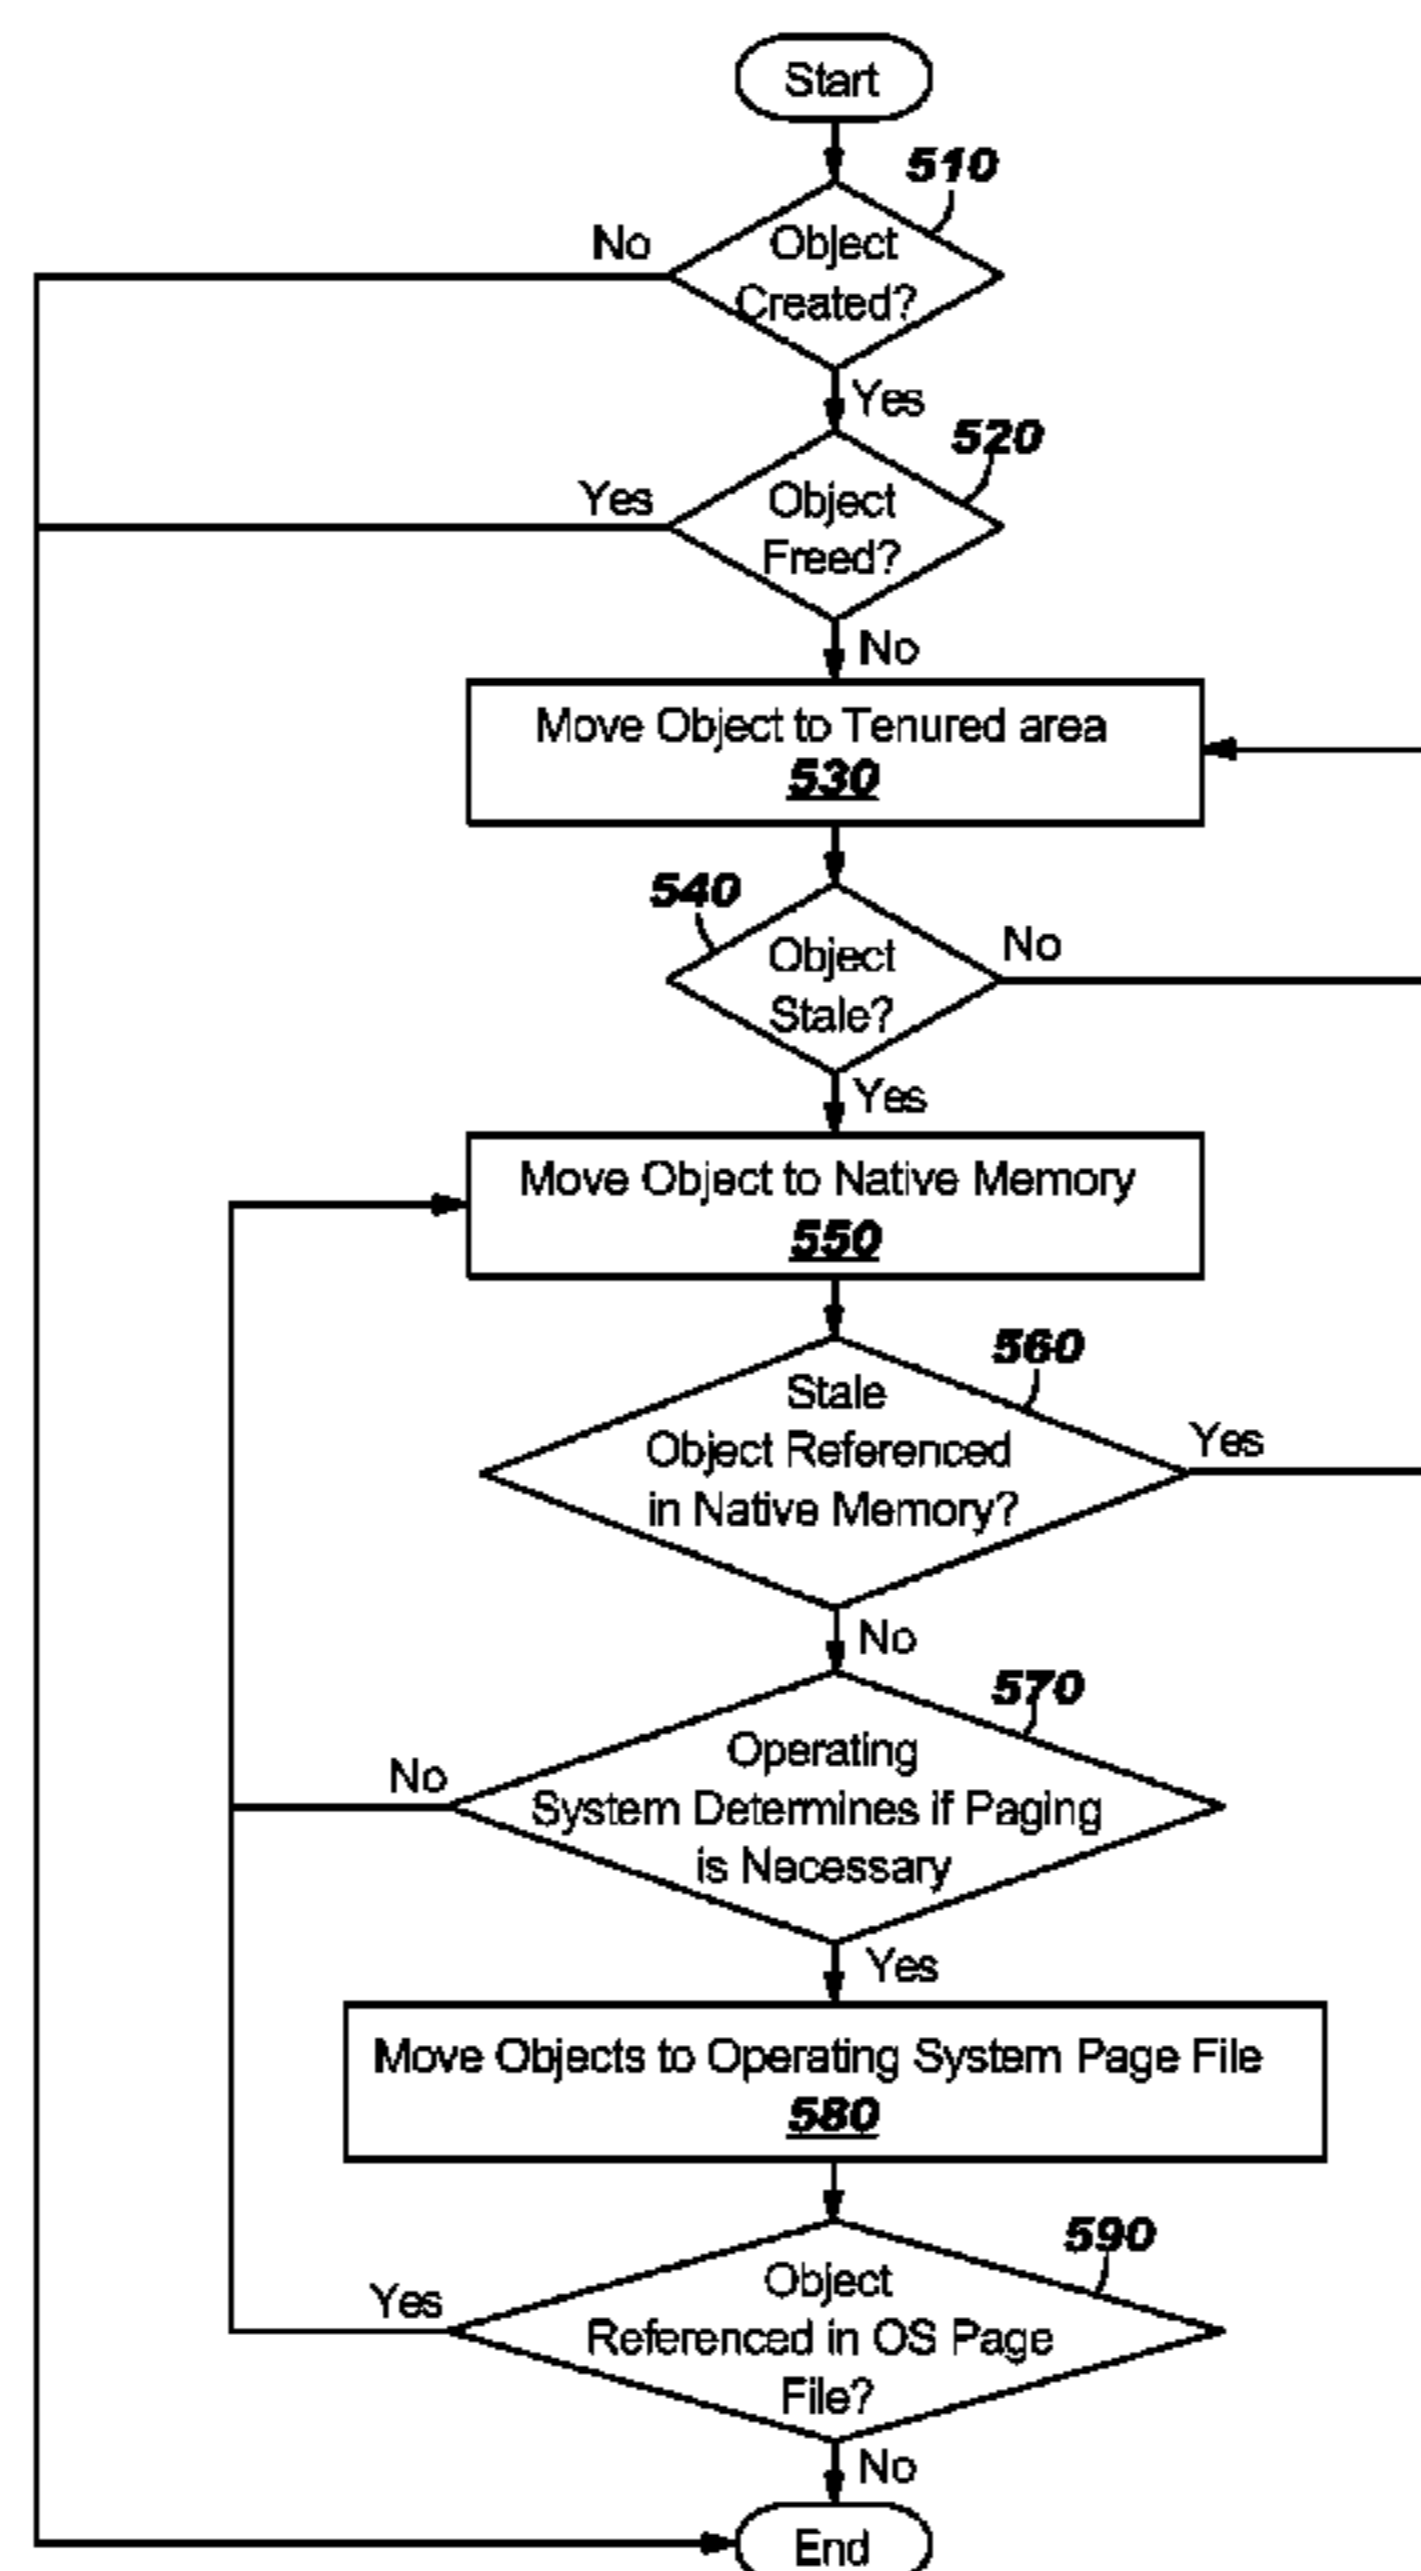 Start
510
No
Object
Created?
Yes
520
Yes
Object
Freed?
No
Move Object to Tenured area
530
540
Object
Stale?
No
Yes
Move Object to Native Memory
550
560
Stale
Object Referenced
in Native Memory?
Yes
No
570
No
Operating
System Determines if Paging
is Necessary
Yes
Move Objects to Operating System Page File
580
590
Yes
Object
Referenced in OS Page
File?
No
End